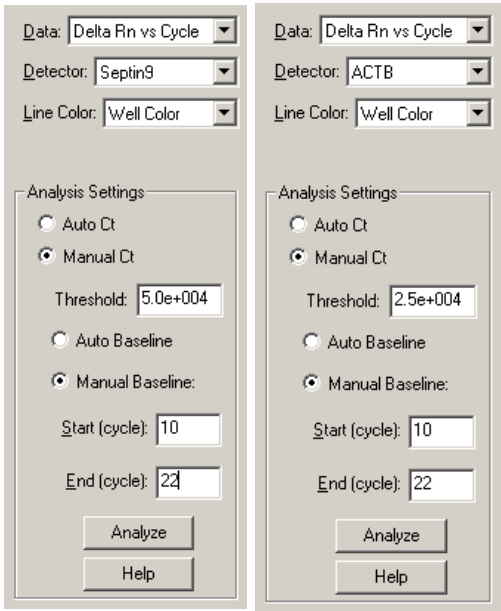 Data: Delta Rn vs Cycle
Detector: Septin9
Line Color: Well Color
Analysis Settings
Auto Ct
Manual Ct
Threshold: 5.0e+004
Auto Baseline
Manual Baseline:
Start (cycle): 10
End (cycle): 22
Analyze
Help
Data: Delta Rn vs Cycle
Detector: ACTB
Line Color: Well Color
Analysis Settings
Auto Ct
Manual Ct
Threshold: 2.5e+004
Auto Baseline
Manual Baseline:
Start (cycle): 10
End (cycle): 22
Analyze
Help